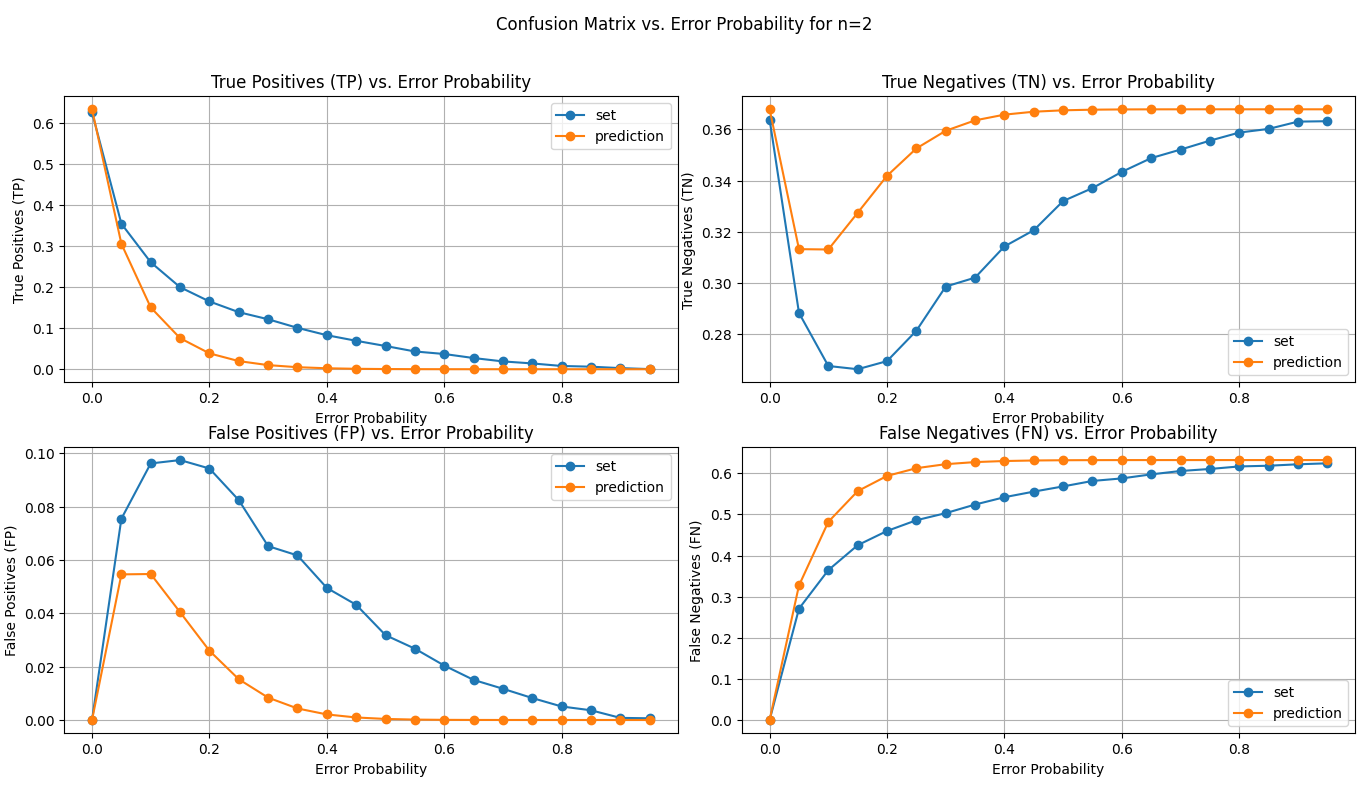 Confusion Matrix vs. Error Probability for n=2
True Positives (TP) vs. Error Probability
True Positives (TP)
0.6
0.5
0.4
0.3
0.2
0.1
0.0
set
prediction
0.0 0.2 0.4 0.6 0.8
Error Probability
True Negatives (TN) vs. Error Probability
True Negatives (TN)
0.36
0.34
0.32
0.30
0.28
set
prediction
0.0 0.2 0.4 0.6 0.8
Error Probability
False Positives (FP) vs. Error Probability
False Positives (FP)
0.10
0.08
0.06
0.04
0.02
0.00
set
prediction
0.0 0.2 0.4 0.6 0.8
Error Probability
False Negatives (FN) vs. Error Probability
False Negatives (FN)
0.6
0.5
0.4
0.3
0.2
0.1
0.0
set
prediction
0.0 0.2 0.4 0.6 0.8
Error Probability